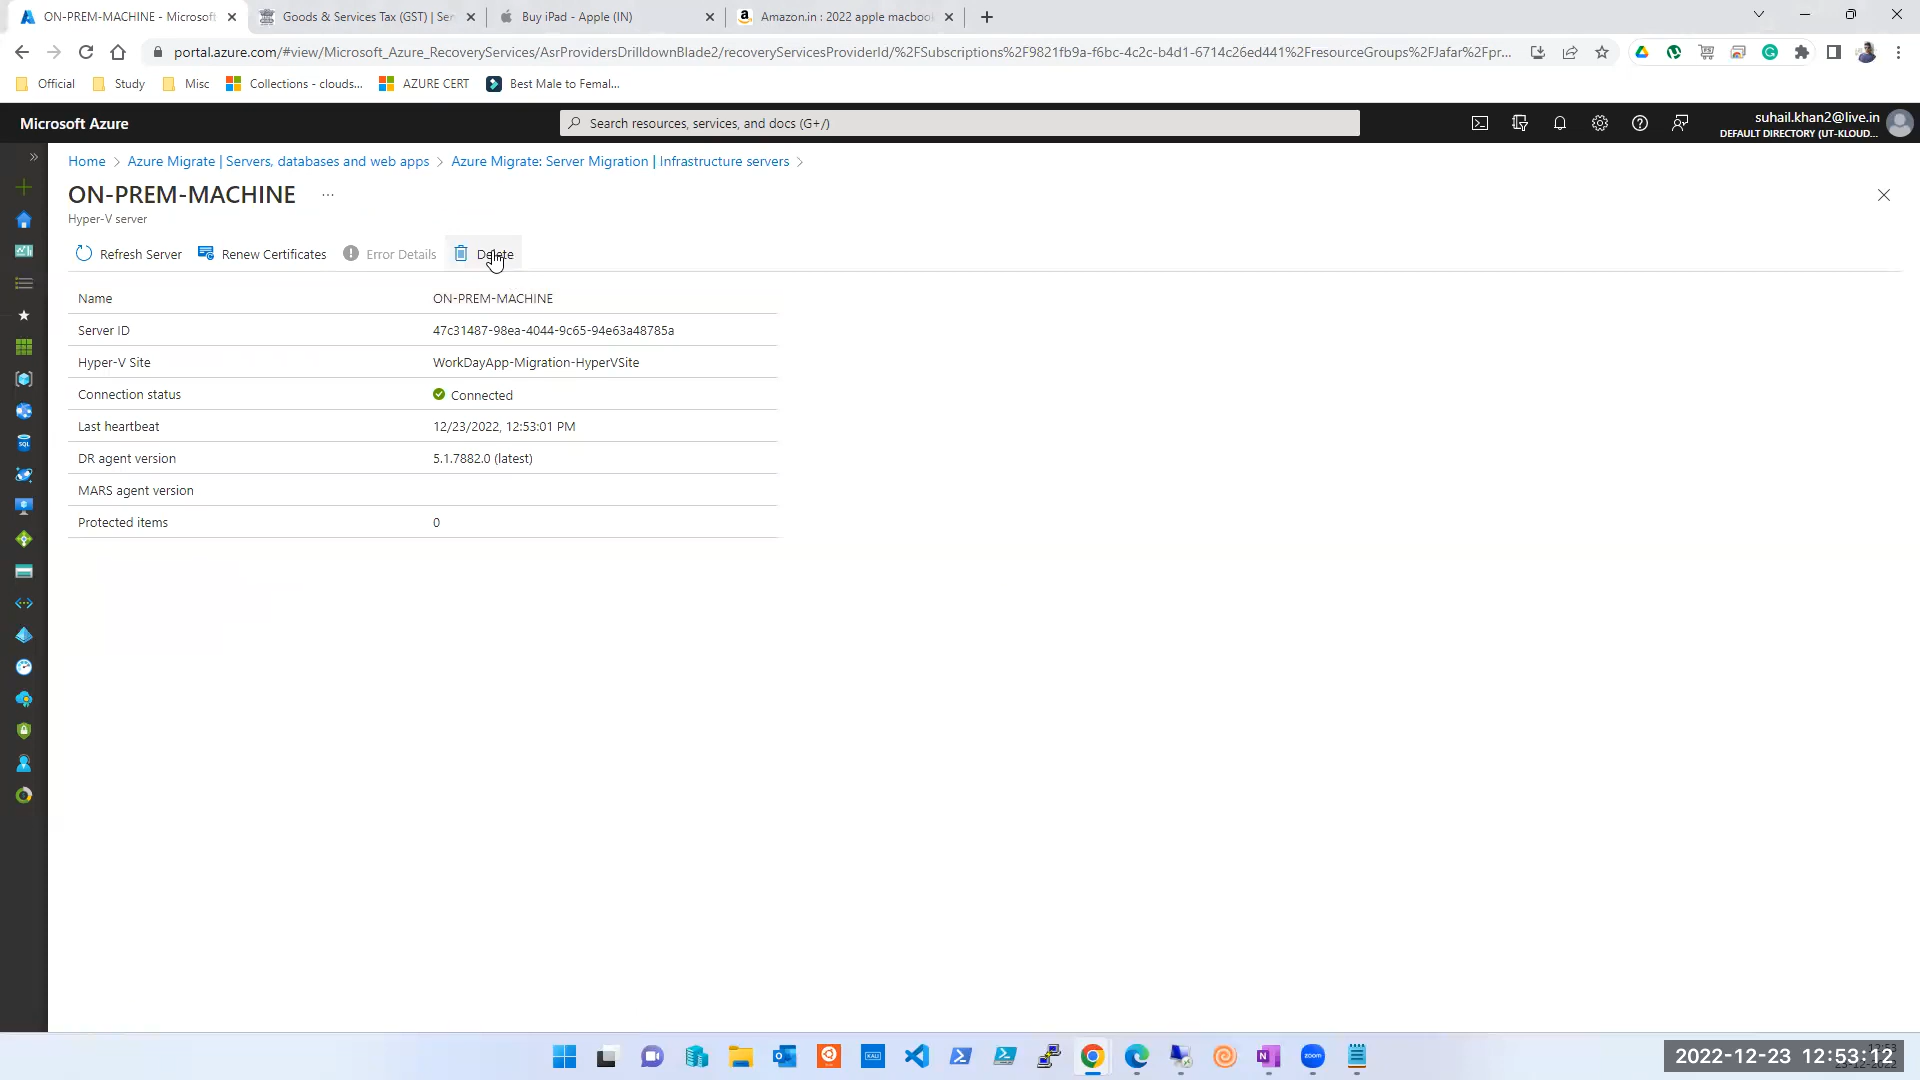 ON-PREM-MACHINE - Microsoft
Goods & Services Tax (GST) | Ser
Buy iPad - Apple (IN)
Amazon.in : 2022 apple macboo
portal.azure.com/#view/Microsoft_Azure_RecoveryServices/AsrProvidersDrilldownBlade2/recoveryServicesProviderId/%2FSubscriptions%2F9821fb9a-f6bc-4c2c-b4d1-6714c26ed441%2FresourceGroups%2FJafar%2Fpr...
Official
Study
Misc
Collections - clouds...
AZURE CERT
Best Male to Femal...
Microsoft Azure
Search resources, services, and docs (G+/)
suhail.khan2@live.in
DEFAULT DIRECTORY (UT-KLOUD...
Home > Azure Migrate | Servers, databases and web apps > Azure Migrate: Server Migration | Infrastructure servers >
ON-PREM-MACHINE ...
Hyper-V server
Refresh Server
Renew Certificates
Error Details
Delete
Name ON-PREM-MACHINE
Server ID 47c31487-98ea-4044-9c65-94e63a48785a
Hyper-V Site WorkDayApp-Migration-HyperVSite
Connection status Connected
Last heartbeat 12/23/2022, 12:53:01 PM
DR agent version 5.1.7882.0 (latest)
MARS agent version
Protected items 0
2022-12-23 12:53:12